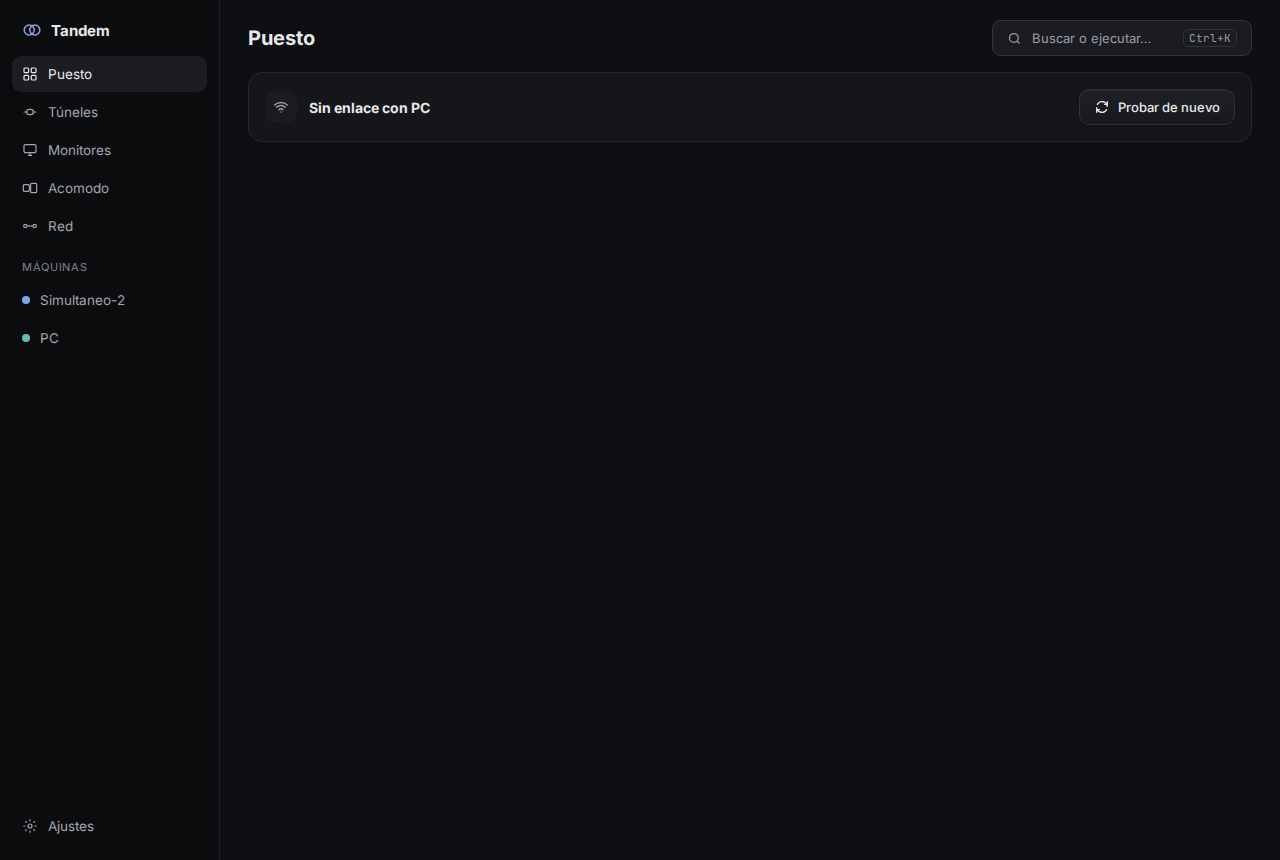 Tandem
Puesto
Túneles
Monitores
Acomodo
Red
MÁQUINAS
Simultaneo-2
PC
Ajustes
Puesto
Buscar o ejecutar... Ctrl+K
Sin enlace con PC
Probar de nuevo